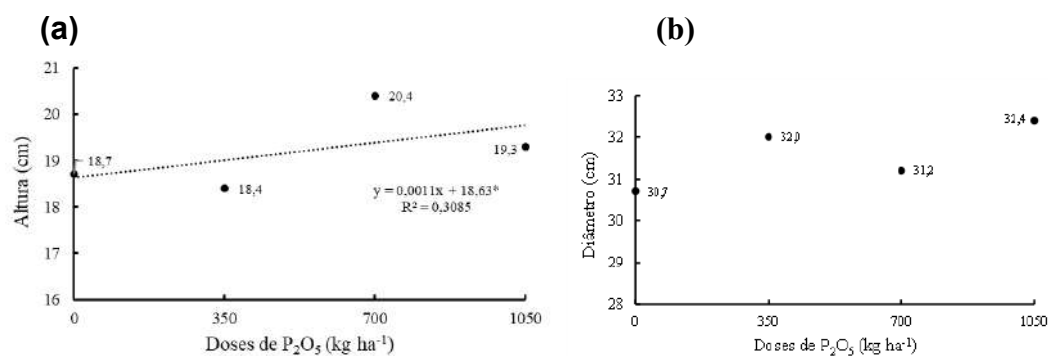 (a)
21
20
19
18
17
16
Altura (cm)
18,7
18,4
20,4
19,3
y = 0,0011x + 18,63*
R² = 0,3085
0 350 700 1050
Doses de P₂O₅ (kg ha⁻¹)
(b)
33
32
31
30
29
28
Diâmetro (cm)
30,7
32,0
31,2
32,4
0 350 700 1050
Doses de P₂O₅ (kg ha⁻¹)